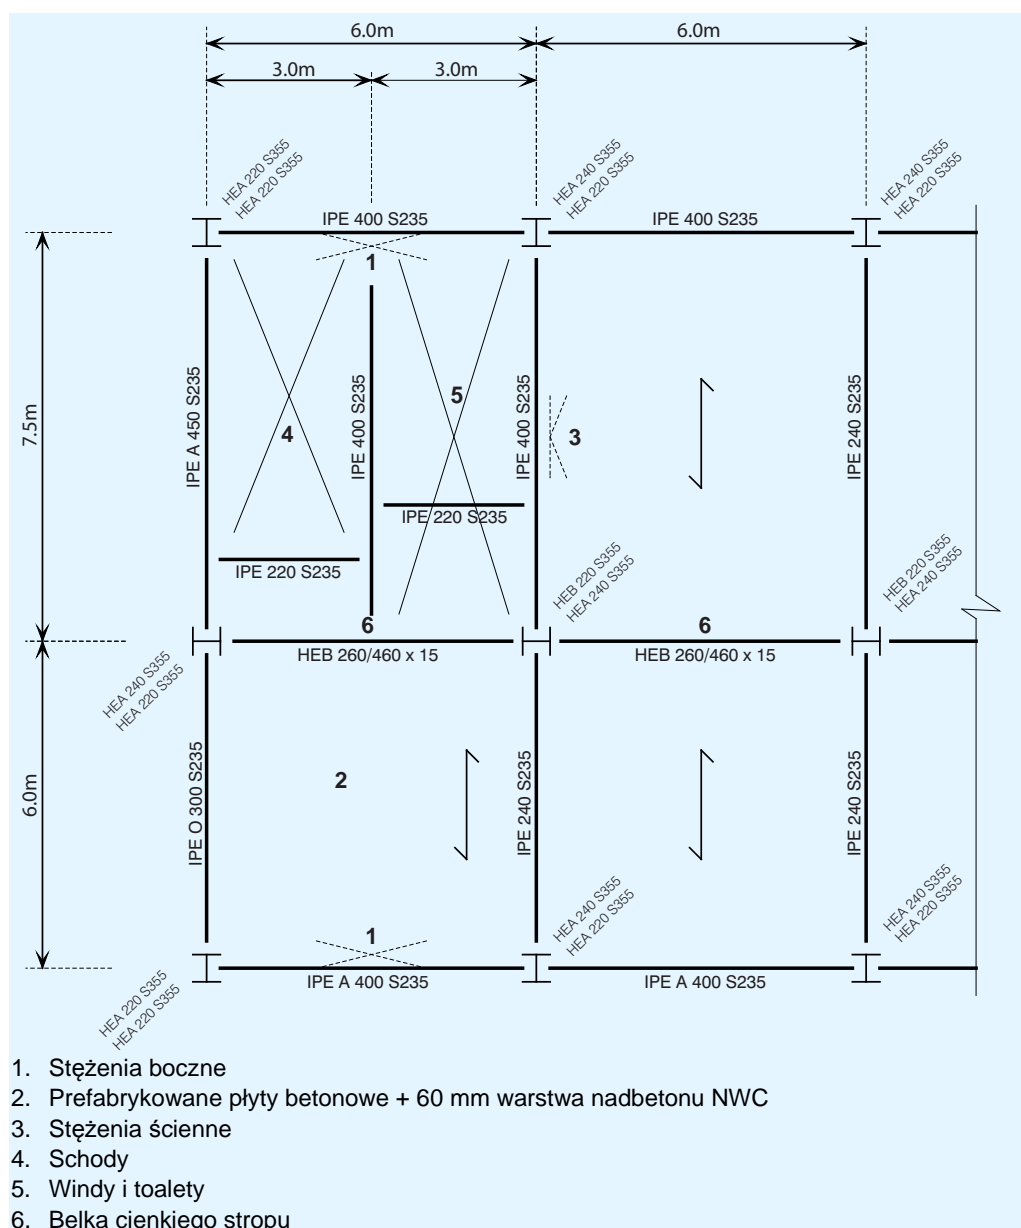 6.0m
6.0m
3.0m
3.0m
HEA 220 S355
HEA 220 S355
HEA 240 S355
HEA 220 S355
HEA 240 S355
HEA 220 S355
IPE 400 S235
IPE 400 S235
1
7.5m
IPE A 450 S235
4
IPE 400 S235
5
IPE 400 S235
3
IPE 240 S235
IPE 220 S235
IPE 220 S235
HEB 220 S355
HEA 240 S355
HEB 220 S355
HEA 240 S355
6
6
HEB 260/460 x 15
HEB 260/460 x 15
HEA 240 S355
HEA 220 S355
6.0m
IPE O 300 S235
2
IPE 240 S235
IPE 240 S235
HEA 240 S355
HEA 220 S355
HEA 240 S355
HEA 220 S355
1
IPE A 400 S235
IPE A 400 S235
HEA 220 S355
HEA 220 S355
1. Stężenia boczne
2. Prefabrykowane płyty betonowe + 60 mm warstwa nadbetonu NWC
3. Stężenia ścienne
4. Schody
5. Windy i toalety
6. Belka cienkiego stropu